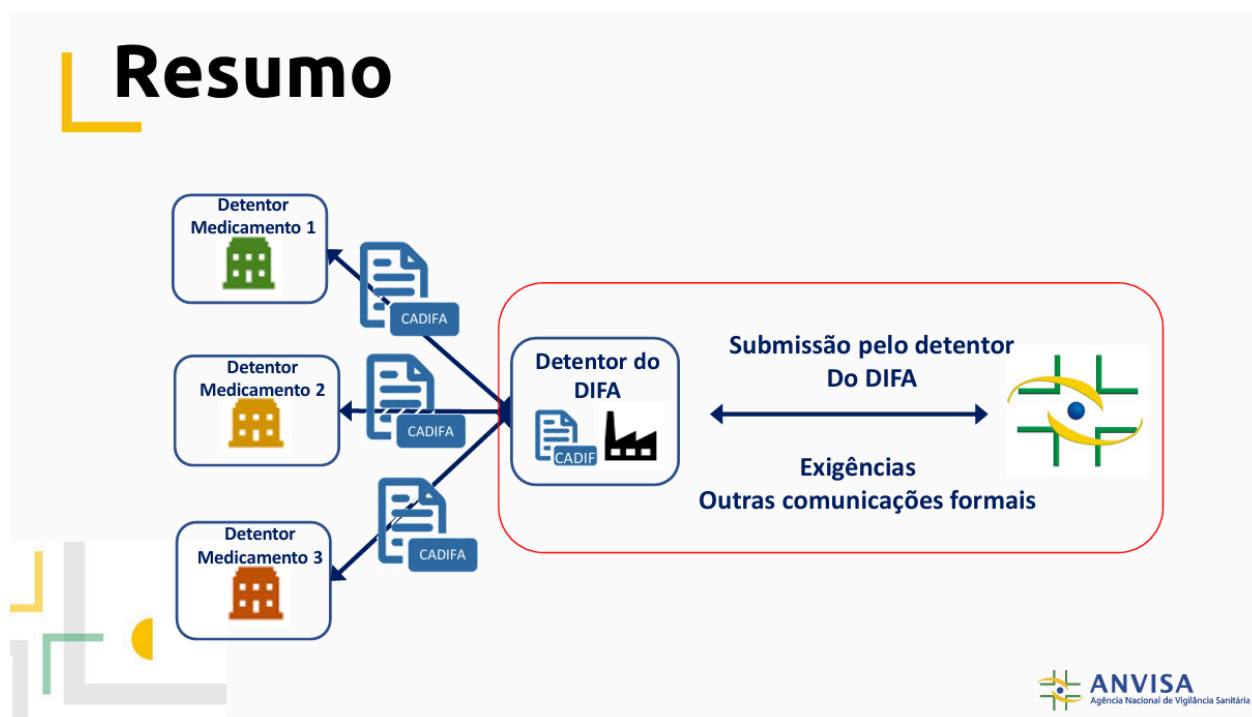 Resumo
Detentor
Medicamento 1
CADIFA
Detentor
Medicamento 2
CADIFA
Detentor
Medicamento 3
CADIFA
Detentor do
DIFA
CADIF
Submissão pelo detentor
Do DIFA
Exigências
Outras comunicações formais
ANVISA
Agência Nacional de Vigilância Sanitária